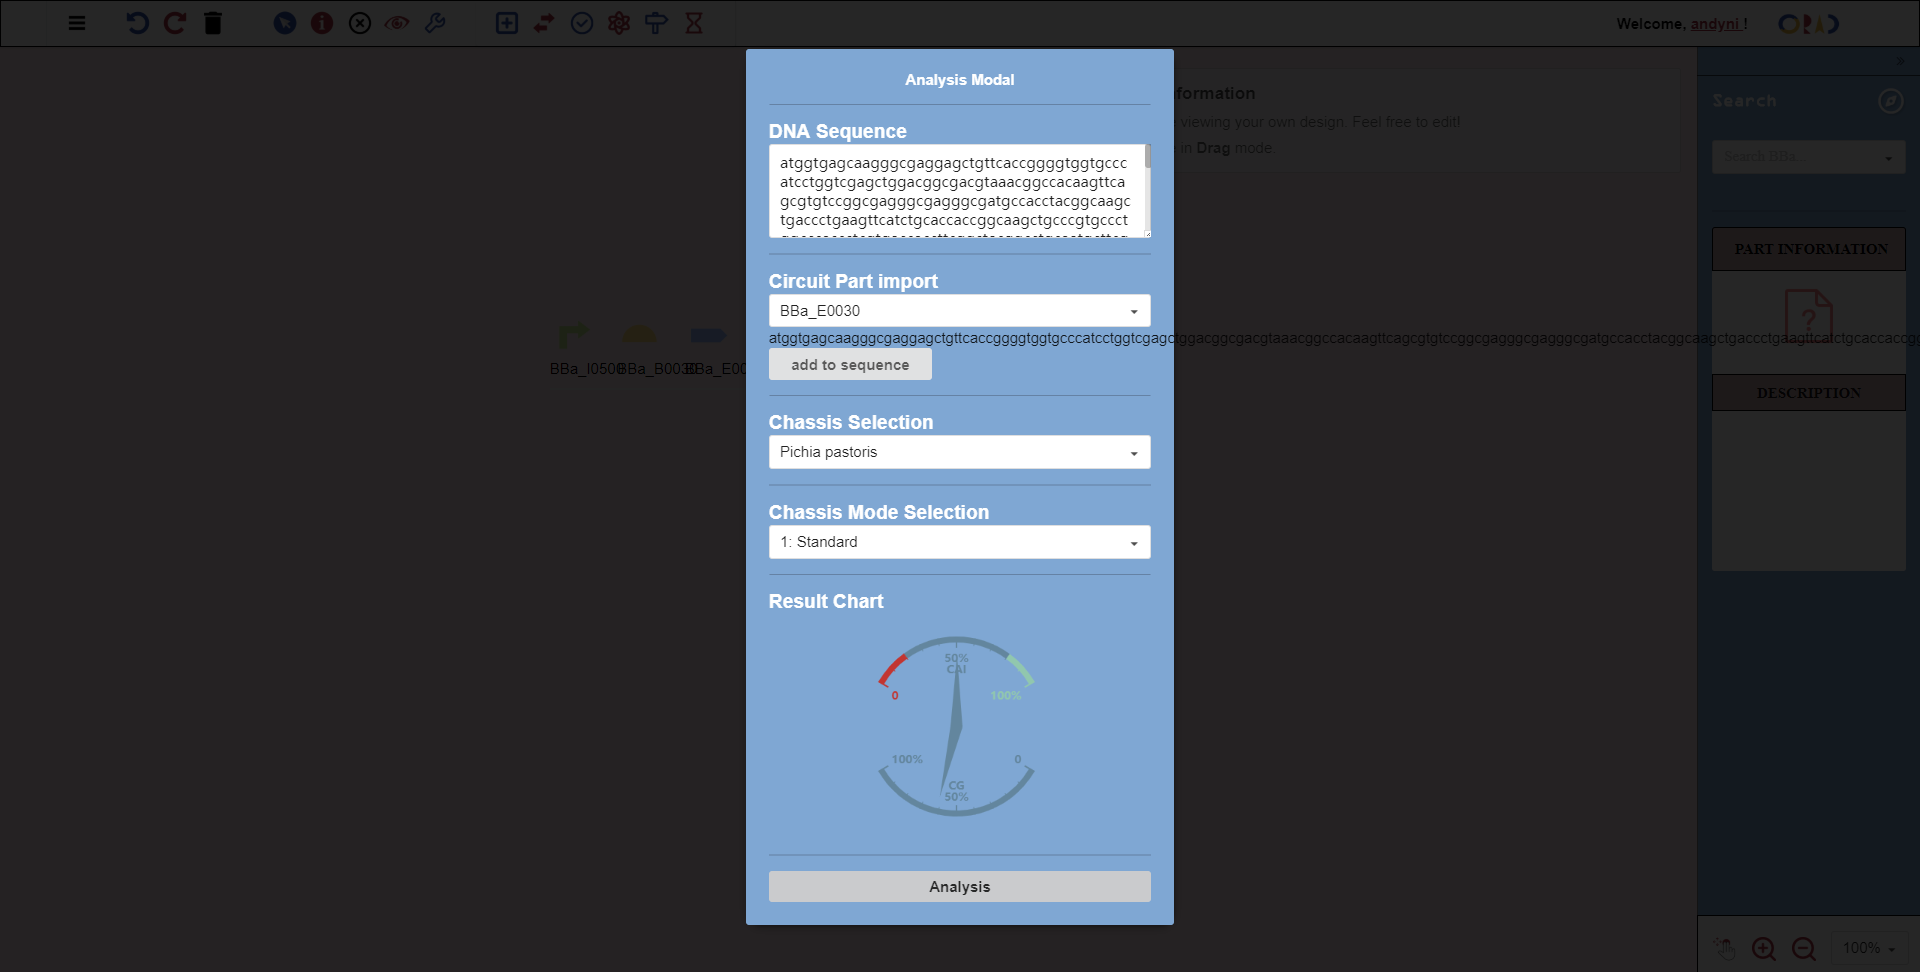 Welcome, andyni !
OPAD
Analysis Modal
formation
viewing your own design. Feel free to edit!
in Drag mode.
Search
Search BBa...
DNA Sequence
atggtgagcaagggcgaggagctgttcaccggggtggtgccc
atcctggtcgagctggacggcgacgtaaacggccacaagttca
gcgtgtccggcgagggcgagggcgatgccacctacggcaagc
tgaccctgaagttcatctgcaccaccggcaagctgcccgtgccct
PART INFORMATION
Circuit Part import
BBa_E0030
atggtgagcaagggcgaggagctgttcaccggggtggtgcccatcctggtcgagctggacggcgacgtaaacggccacaagttcagcgtgtccggcgagggcgagggcgatgccacctacggcaagctgaccctgaagttcatctgcaccaccgg
add to sequence
BBa_I0500
BBa_B0030
BBa_E00
DESCRIPTION
Chassis Selection
Pichia pastoris
Chassis Mode Selection
1: Standard
Result Chart
50%
CAI
0
100%
100%
0
CG
50%
Analysis
100%